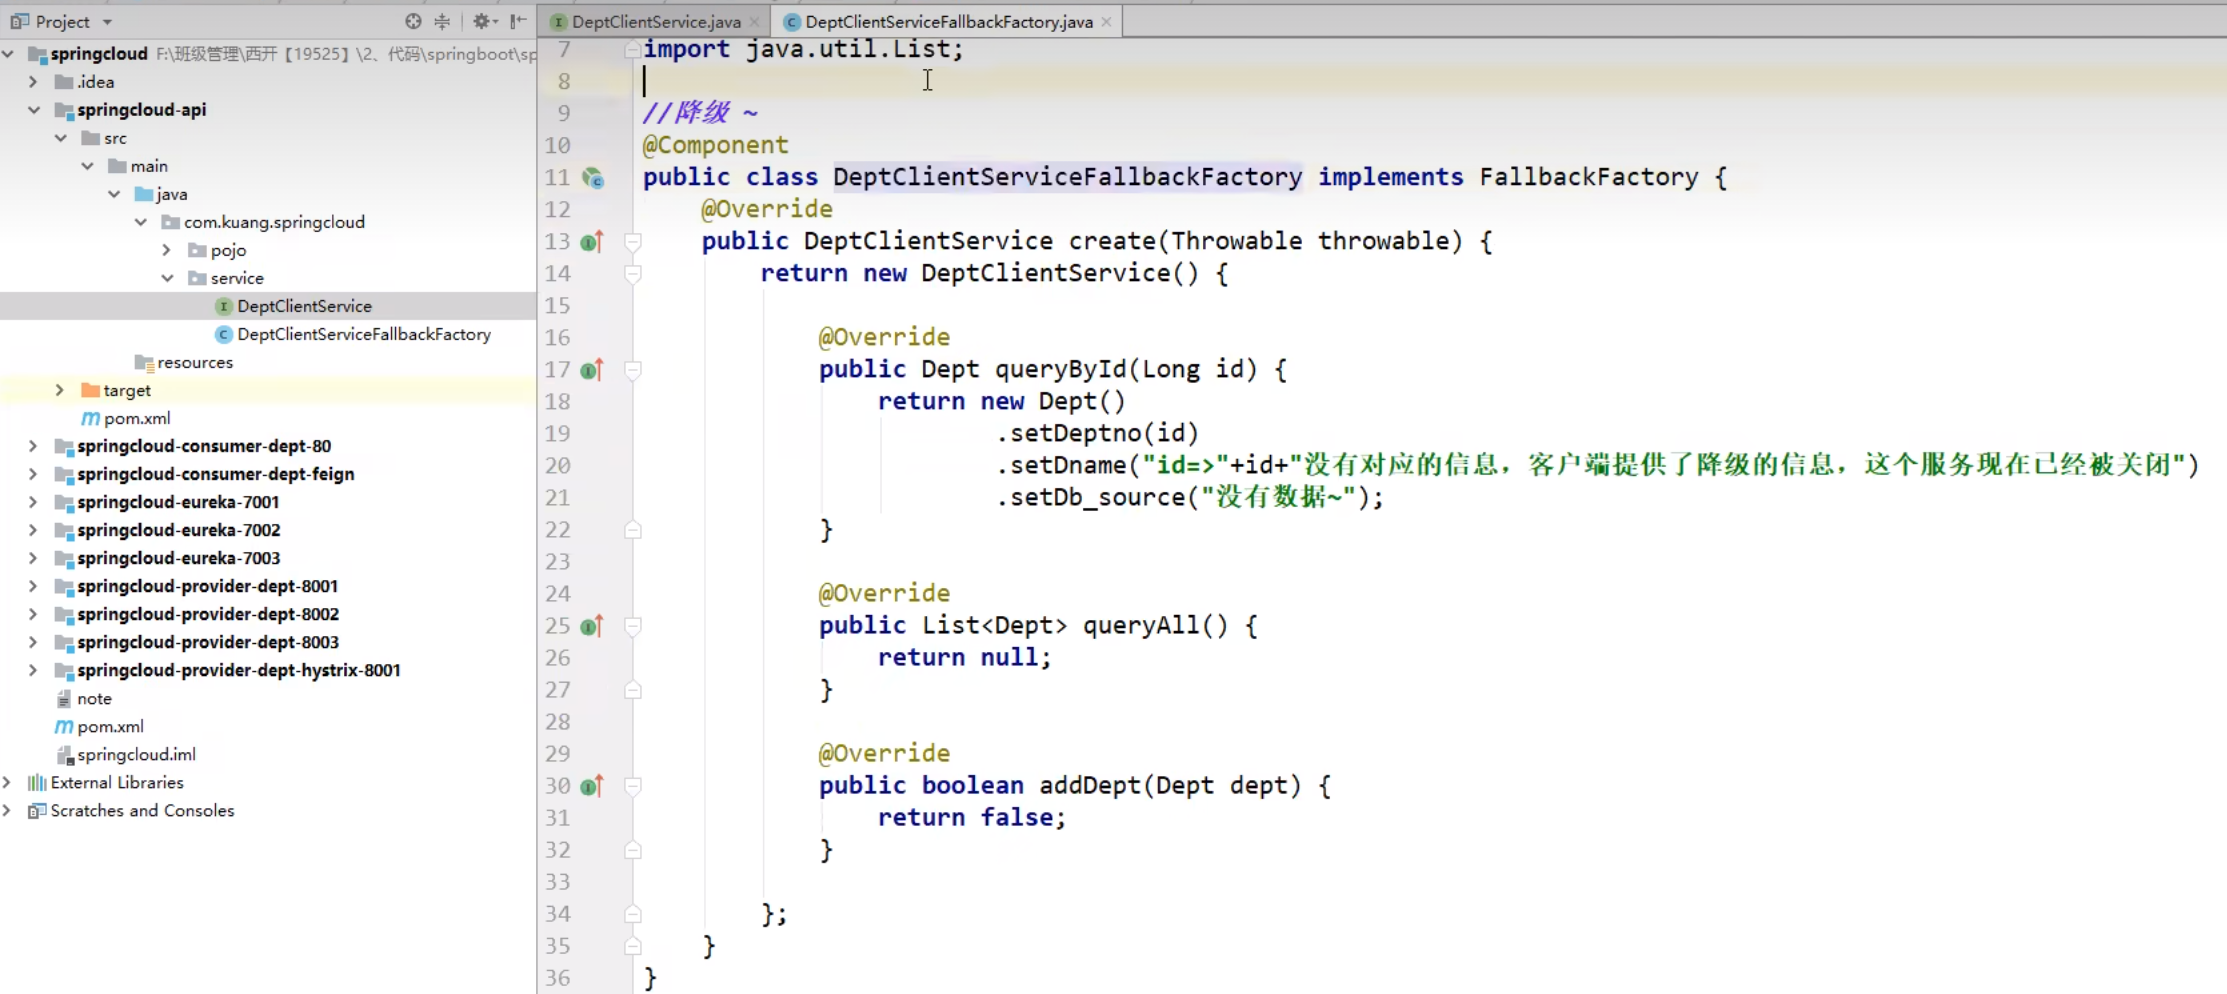 Project
springcloud F:\班级管理\西开【19525】\2、代码\springboot\sp
.idea
springcloud-api
src
main
java
com.kuang.springcloud
pojo
service
DeptClientService
DeptClientServiceFallbackFactory
resources
target
pom.xml
springcloud-consumer-dept-80
springcloud-consumer-dept-feign
springcloud-eureka-7001
springcloud-eureka-7002
springcloud-eureka-7003
springcloud-provider-dept-8001
springcloud-provider-dept-8002
springcloud-provider-dept-8003
springcloud-provider-dept-hystrix-8001
note
pom.xml
springcloud.iml
External Libraries
Scratches and Consoles
DeptClientService.java DeptClientServiceFallbackFactory.java
7 import java.util.List;
8
9 //降级 ~
10 @Component
11 public class DeptClientServiceFallbackFactory implements FallbackFactory {
12 @Override
13 public DeptClientService create(Throwable throwable) {
14 return new DeptClientService() {
15
16 @Override
17 public Dept queryById(Long id) {
18 return new Dept()
19 .setDeptno(id)
20 .setDname("id=>"+id+"没有对应的信息，客户端提供了降级的信息，这个服务现在已经被关闭")
21 .setDb_source("没有数据~");
22 }
23
24 @Override
25 public List<Dept> queryAll() {
26 return null;
27 }
28
29 @Override
30 public boolean addDept(Dept dept) {
31 return false;
32 }
33
34 };
35 }
36 }